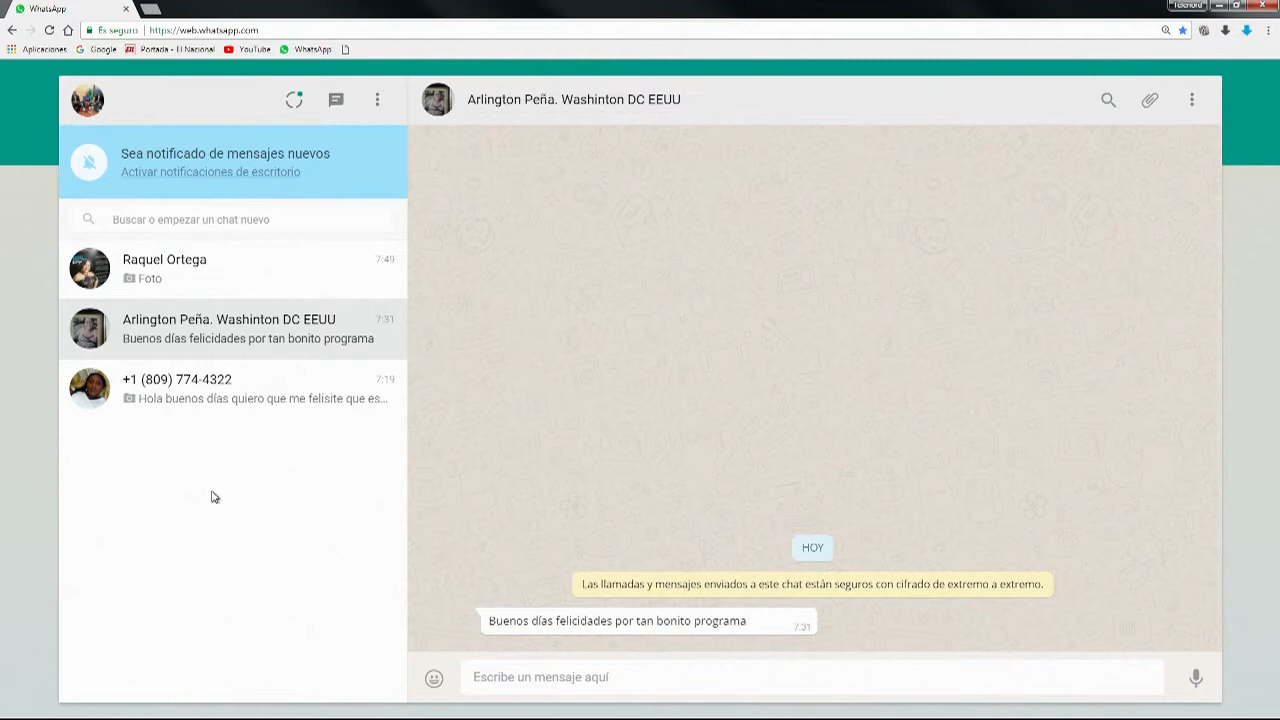 WhatsApp
Telenord
Es seguro | https://web.whatsapp.com
Aplicaciones Google Portada - El Nacional YouTube WhatsApp
Arlington Peña. Washinton DC EEUU
Sea notificado de mensajes nuevos
Activar notificaciones de escritorio
Buscar o empezar un chat nuevo
Raquel Ortega 7:49
Foto
Arlington Peña. Washinton DC EEUU 7:31
Buenos días felicidades por tan bonito programa
+1 (809) 774-4322 7:19
Hola buenos días quiero que me felisite que es...
HOY
Las llamadas y mensajes enviados a este chat están seguros con cifrado de extremo a extremo.
Buenos días felicidades por tan bonito programa 7:31
Escribe un mensaje aquí